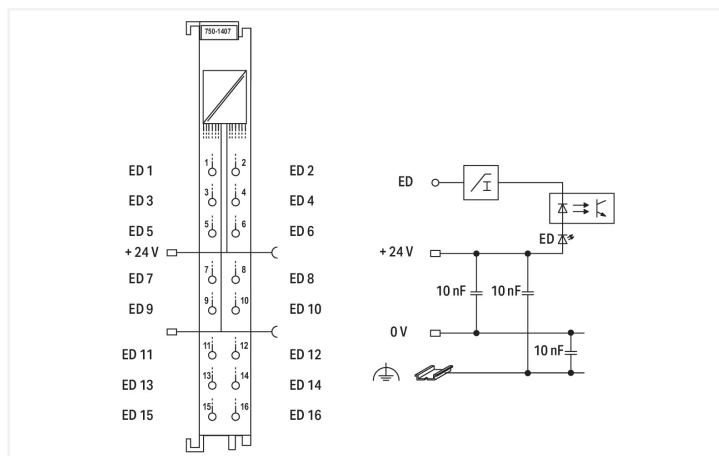 750-1407
1 2
ED 1 ED 2
3 4
ED 3 ED 4
5 6
ED 5 ED 6
+ 24 V
7 8
ED 7 ED 8
9 10
ED 9 ED 10
11 12
ED 11 ED 12
13 14
ED 13 ED 14
15 16
ED 15 ED 16
ED
I
ED
+ 24 V
10 nF 10 nF
0 V
10 nF